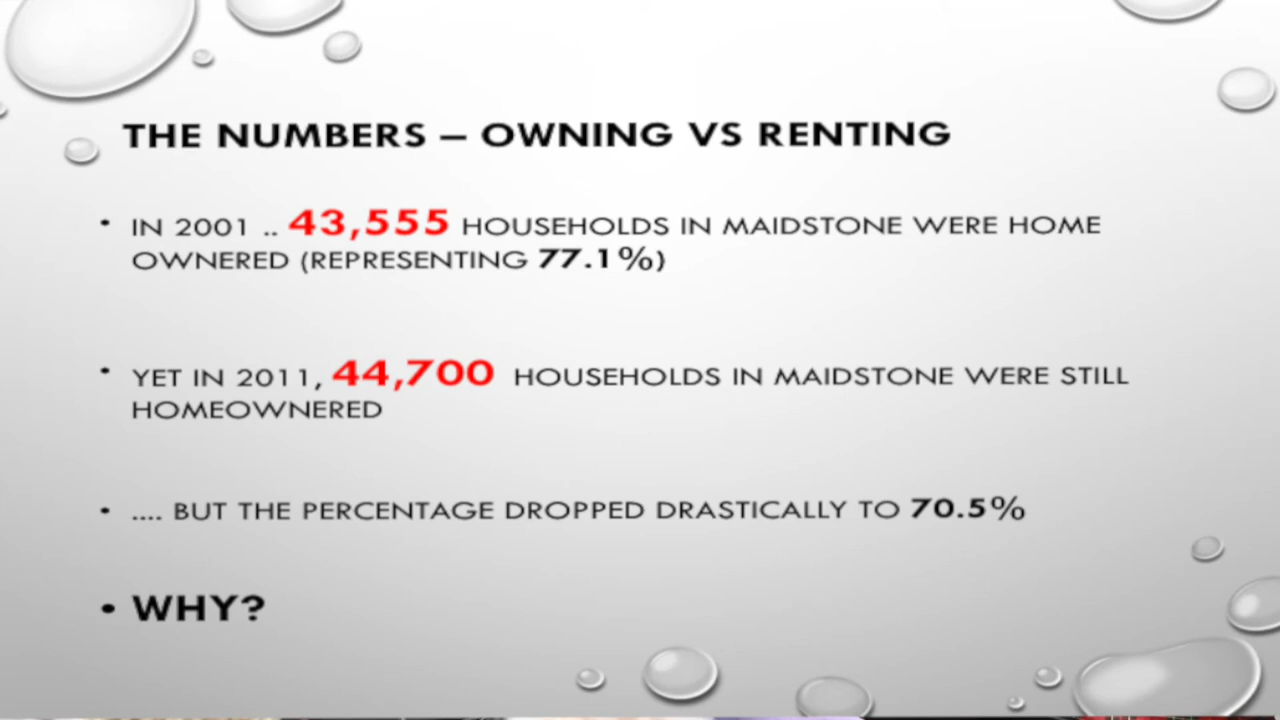 THE NUMBERS – OWNING VS RENTING
• IN 2001 .. 43,555 HOUSEHOLDS IN MAIDSTONE WERE HOME
OWNERED (REPRESENTING 77.1%)
• YET IN 2011, 44,700 HOUSEHOLDS IN MAIDSTONE WERE STILL
HOMEOWNERED
• .... BUT THE PERCENTAGE DROPPED DRASTICALLY TO 70.5%
• WHY?